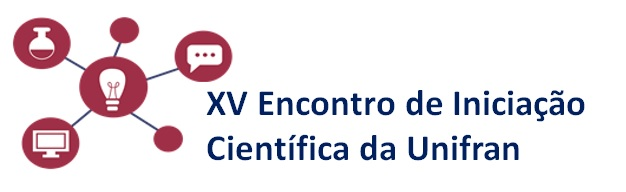 XV Encontro de Iniciação
Científica da Unifran